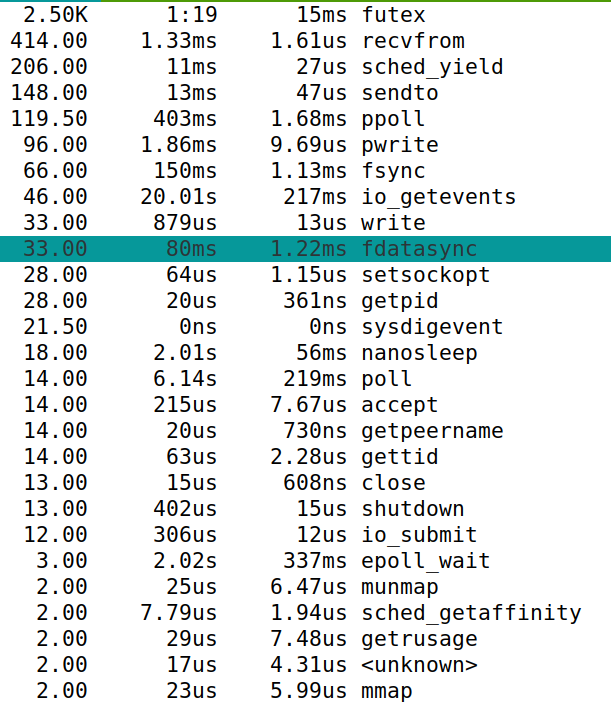 2.50K 1:19 15ms futex
414.00 1.33ms 1.61us recvfrom
206.00 11ms 27us sched_yield
148.00 13ms 47us sendto
119.50 403ms 1.68ms ppoll
96.00 1.86ms 9.69us pwrite
66.00 150ms 1.13ms fsync
46.00 20.01s 217ms io_getevents
33.00 879us 13us write
33.00 80ms 1.22ms fdatasync
28.00 64us 1.15us setsockopt
28.00 20us 361ns getpid
21.50 0ns 0ns sysdigevent
18.00 2.01s 56ms nanosleep
14.00 6.14s 219ms poll
14.00 215us 7.67us accept
14.00 20us 730ns getpeername
14.00 63us 2.28us gettid
13.00 15us 608ns close
13.00 402us 15us shutdown
12.00 306us 12us io_submit
3.00 2.02s 337ms epoll_wait
2.00 25us 6.47us munmap
2.00 7.79us 1.94us sched_getaffinity
2.00 29us 7.48us getrusage
2.00 17us 4.31us <unknown>
2.00 23us 5.99us mmap